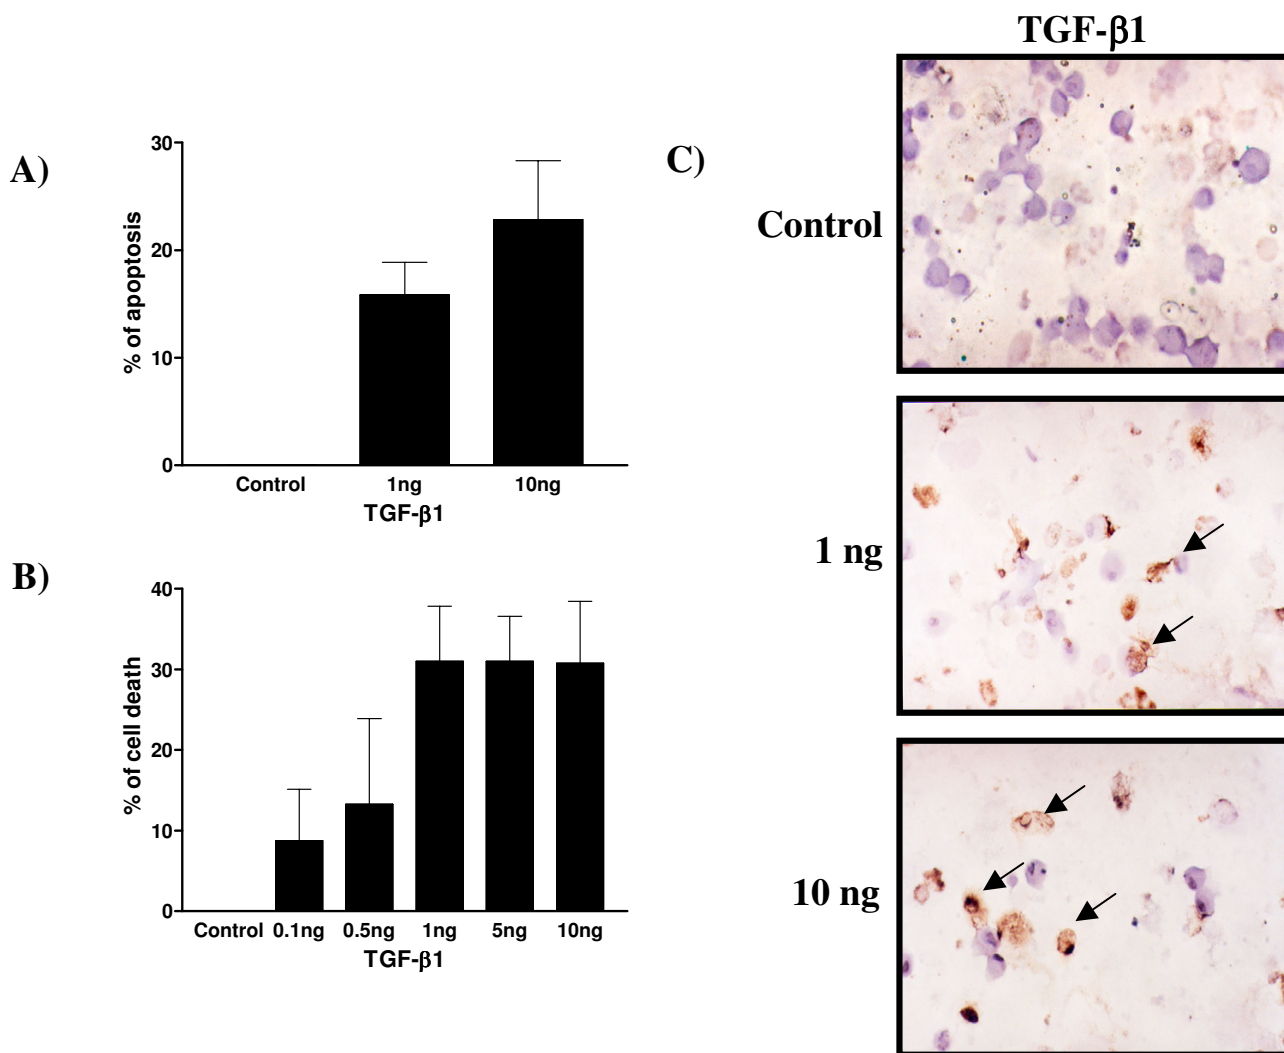 A)
30
20
10
0
% of apoptosis
Control 1ng 10ng
TGF-β1
B)
40
30
20
10
0
% of cell death
Control 0.1ng 0.5ng 1ng 5ng 10ng
TGF-β1
C)
TGF-β1
Control
1 ng
10 ng